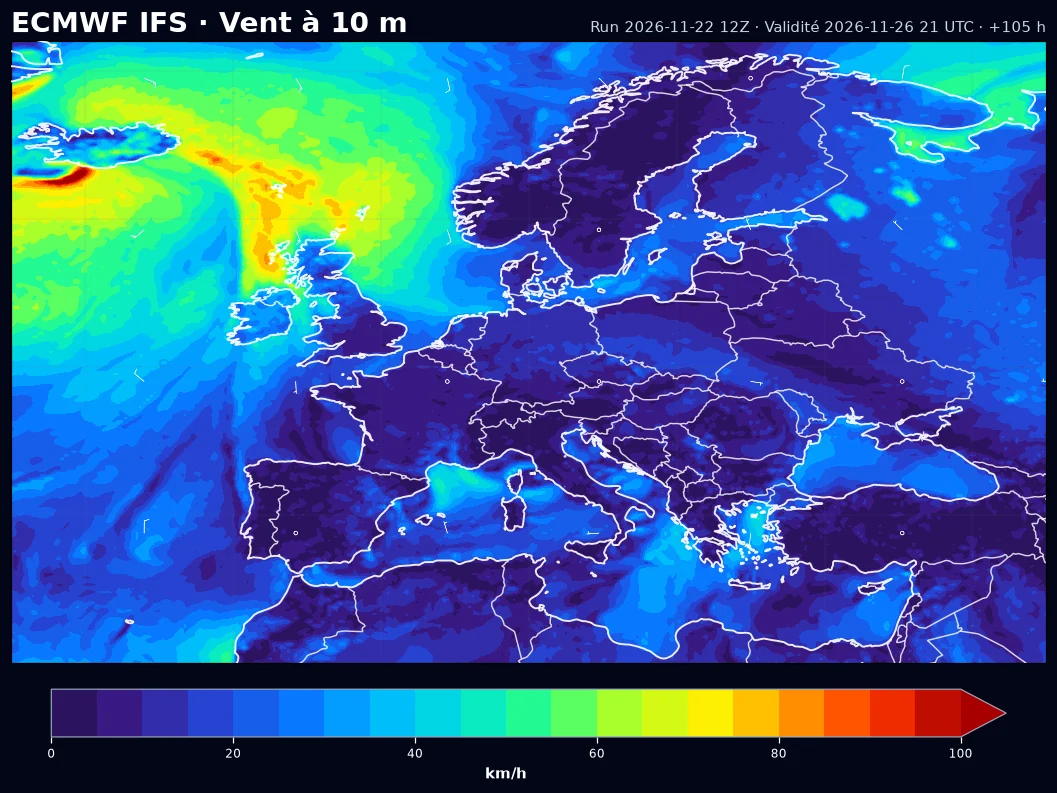 ECMWF IFS · Vent à 10 m
Run 2026-11-22 12Z · Validité 2026-11-26 21 UTC · +105 h
0 20 40 60 80 100
km/h